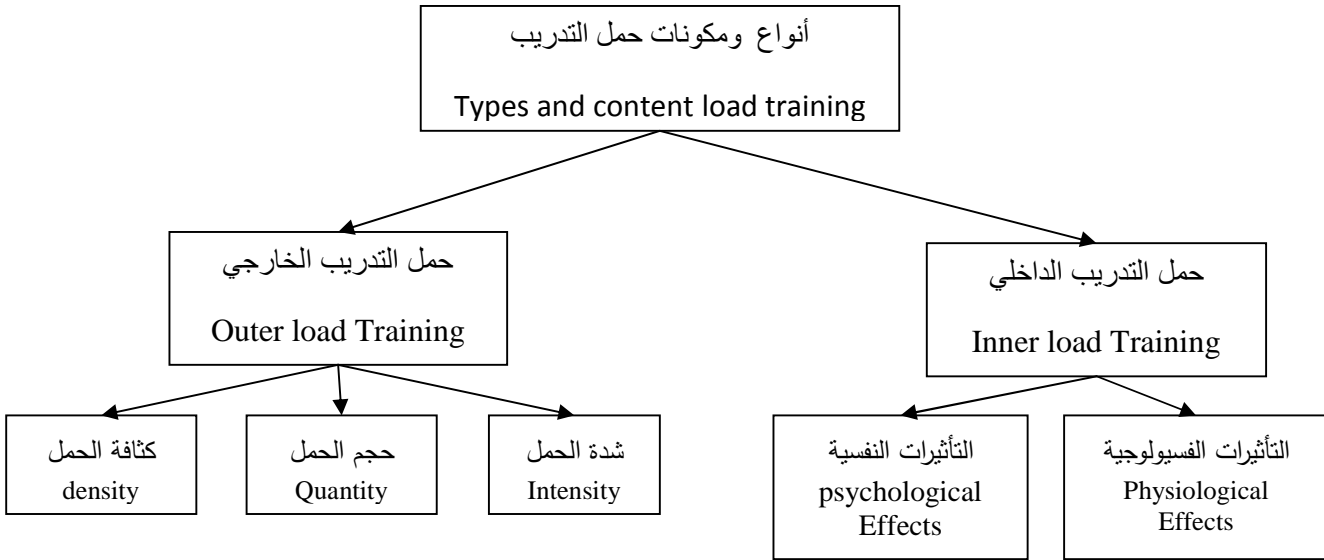 أنواع ومكونات حمل التدريب
Types and content load training
حمل التدريب الخارجي
Outer load Training
حمل التدريب الداخلي
Inner load Training
كثافة الحمل
density
حجم الحمل
Quantity
شدة الحمل
Intensity
التأثيرات النفسية
psychological
Effects
التأثيرات الفسيولوجية
Physiological
Effects